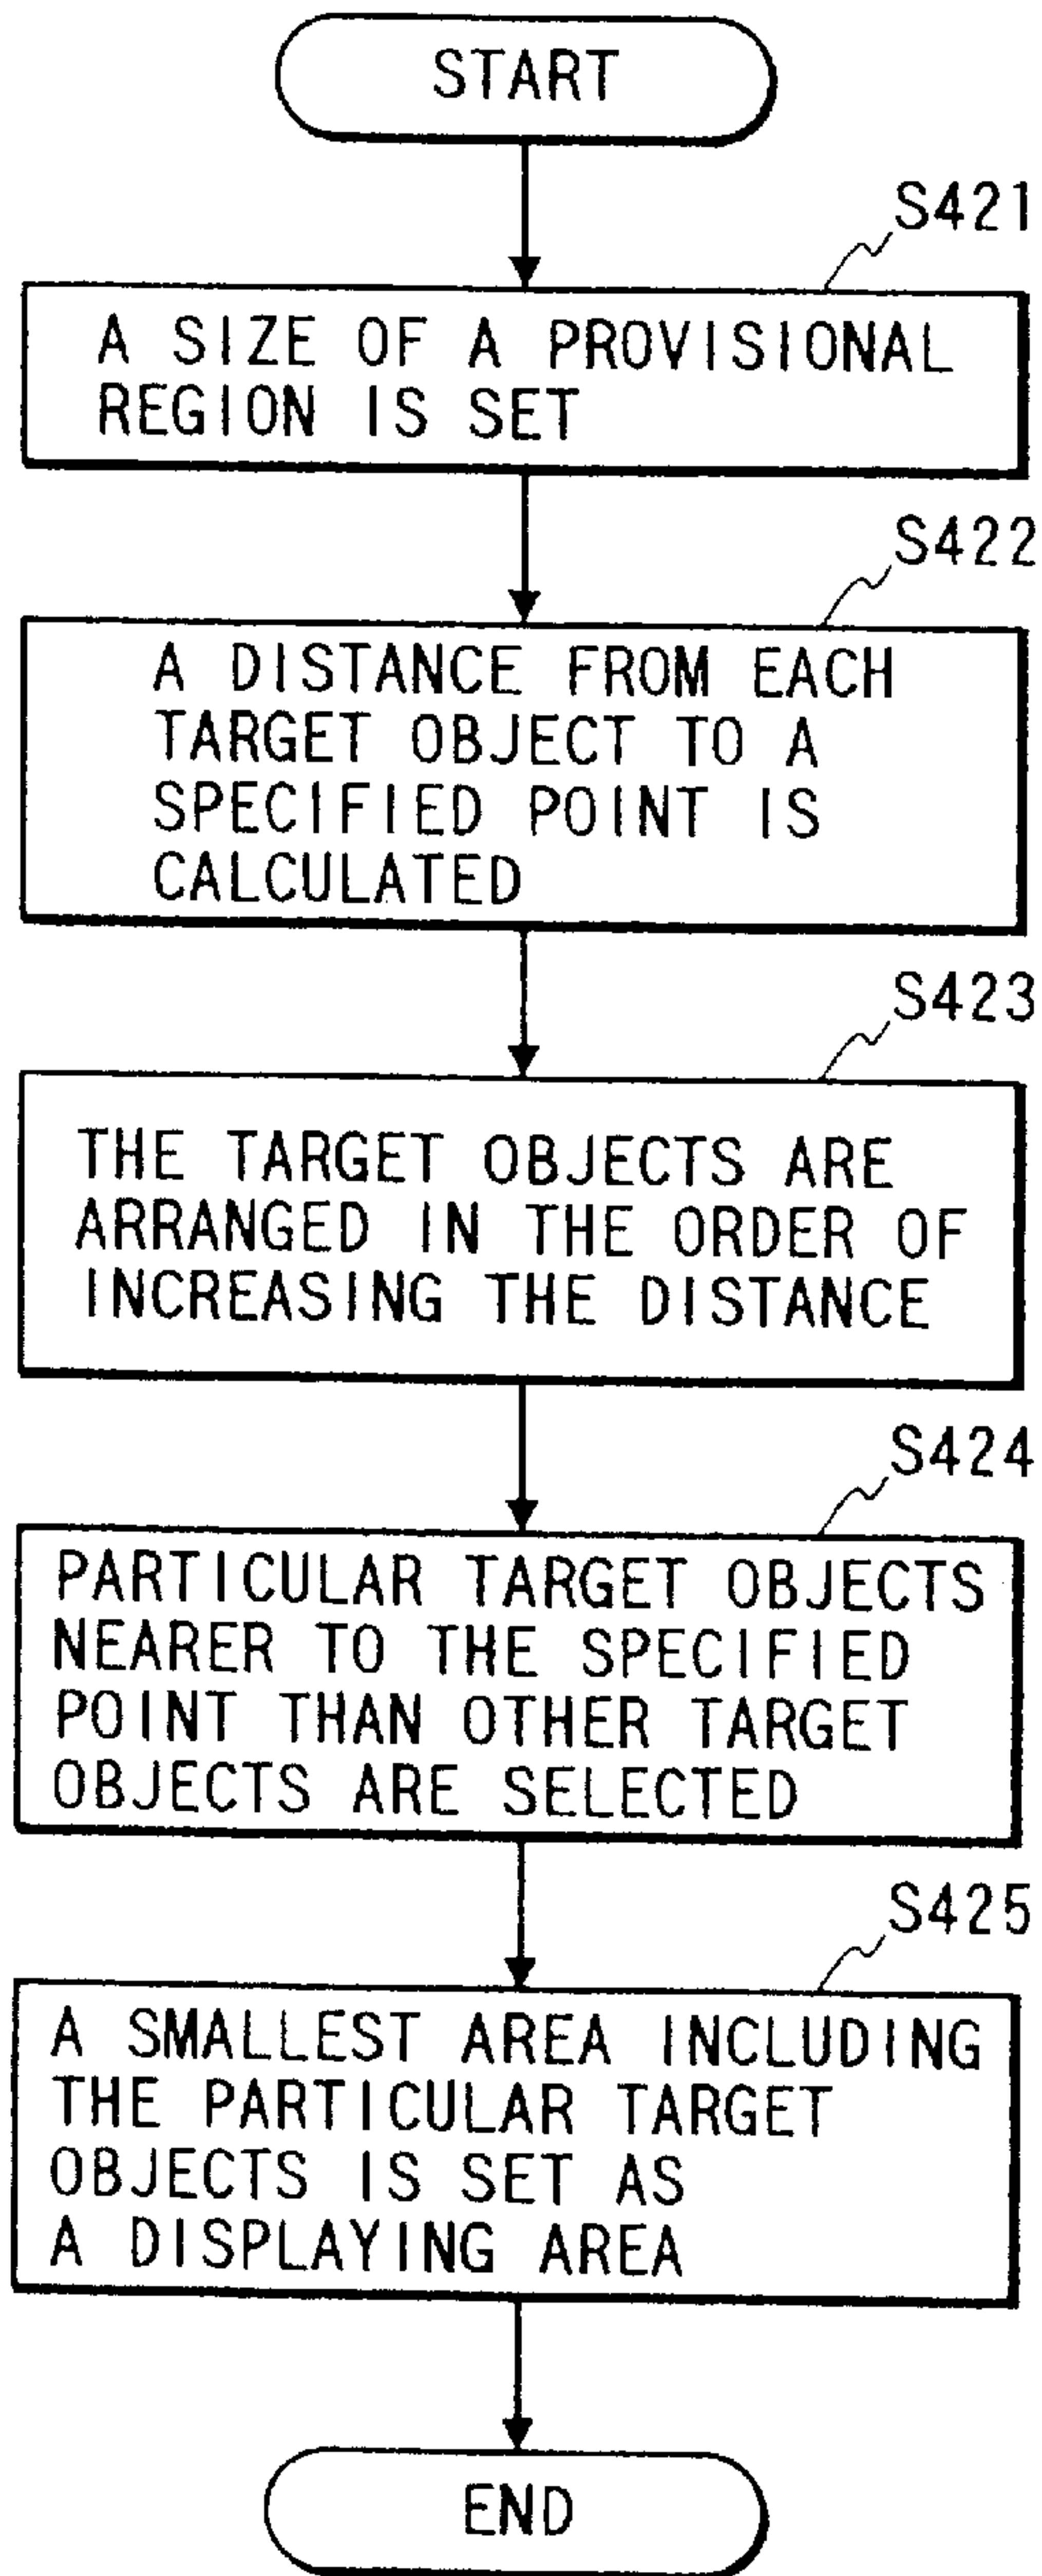 START
S421
A SIZE OF A PROVISIONAL
REGION IS SET
S422
A DISTANCE FROM EACH
TARGET OBJECT TO A
SPECIFIED POINT IS
CALCULATED
S423
THE TARGET OBJECTS ARE
ARRANGED IN THE ORDER OF
INCREASING THE DISTANCE
S424
PARTICULAR TARGET OBJECTS
NEARER TO THE SPECIFIED
POINT THAN OTHER TARGET
OBJECTS ARE SELECTED
S425
A SMALLEST AREA INCLUDING
THE PARTICULAR TARGET
OBJECTS IS SET AS
A DISPLAYING AREA
END